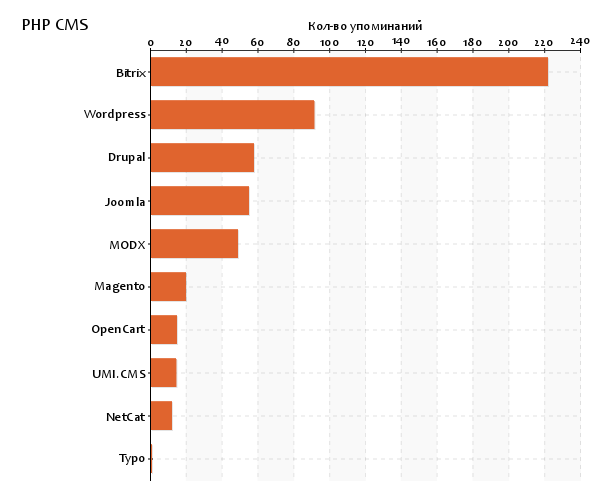 PHP CMS
Кол-во упоминаний
0 20 40 60 80 100 120 140 160 180 200 220 240
Bitrix
Wordpress
Drupal
Joomla
MODX
Magento
OpenCart
UMI.CMS
NetCat
Typo